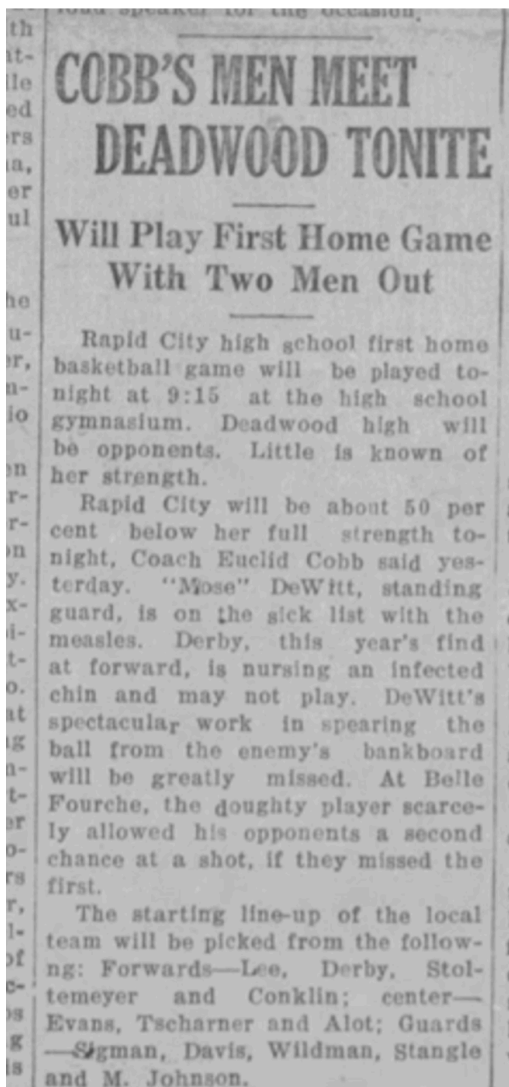 speaker for the occasion.
COBB'S MEN MEET
DEADWOOD TONITE
Will Play First Home Game
With Two Men Out
Rapid City high school first home
basketball game will be played to-
night at 9:15 at the high school
gymnasium. Deadwood high will
be opponents. Little is known of
her strength.
Rapid City will be about 50 per
cent below her full strength to-
night, Coach Euclid Cobb said yes-
terday. "Mose" DeWitt, standing
guard, is on the sick list with the
measles. Derby, this year's find
at forward, is nursing an infected
chin and may not play. DeWitt's
spectacular work in spearing the
ball from the enemy's bankboard
will be greatly missed. At Belle
Fourche, the doughty player scarce-
ly allowed his opponents a second
chance at a shot, if they missed the
first.
The starting line-up of the local
team will be picked from the follow-
ng: Forwards—Lee, Derby, Stol-
temeyer and Conklin; center—
Evans, Tscharner and Alot; Guards
—Sigman, Davis, Wildman, Stangle
and M. Johnson.